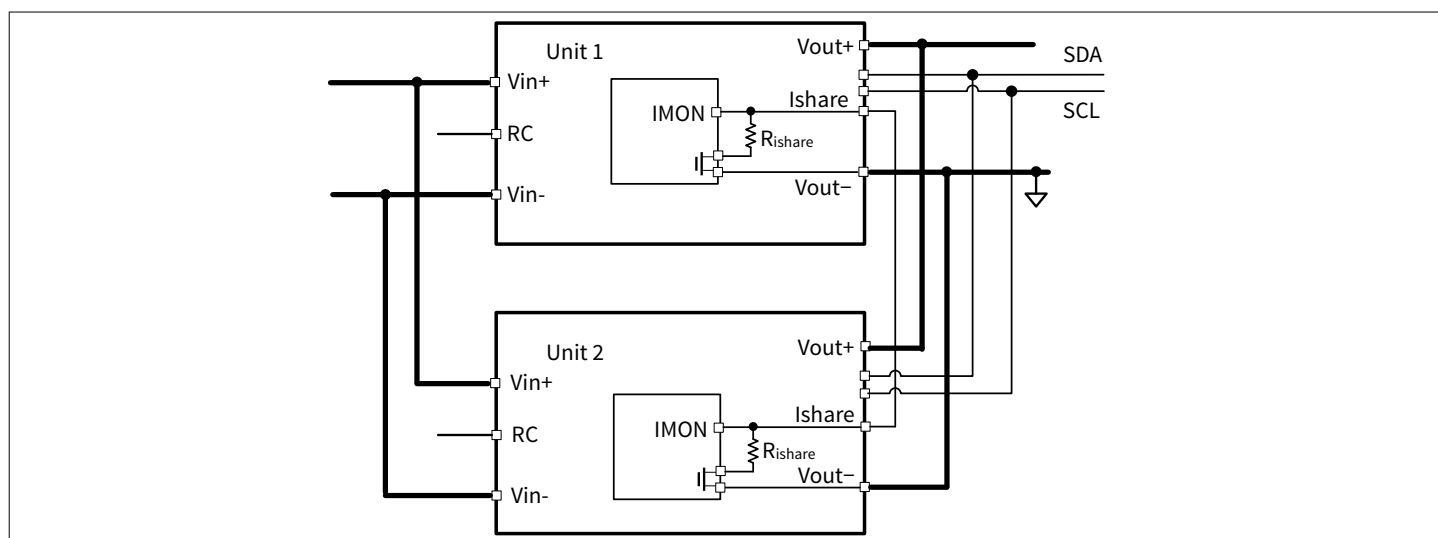 Unit 1
Vout+
SDA
Vin+
Ishare
SCL
IMON
RC
Rishare
Vin-
Vout−
Unit 2
Vout+
Vin+
Ishare
IMON
RC
Rishare
Vout−
Vin-